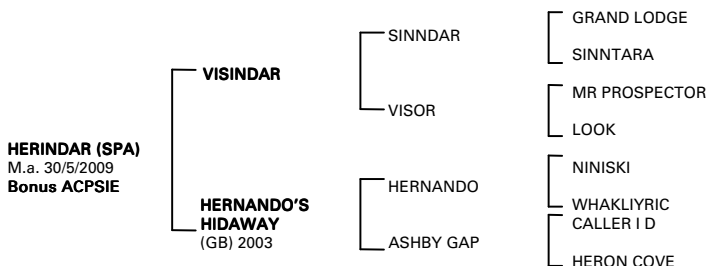 HERINDAR (SPA)
M.a. 30/5/2009
Bonus ACPSIE
VISINDAR
HERNANDO'S
HIDAWAY
(GB) 2003
SINNDAR
VISOR
HERNANDO
ASHBY GAP
GRAND LODGE
SINNTARA
MR PROSPECTOR
LOOK
NINISKI
WHAKLIYRIC
CALLER I D
HERON COVE